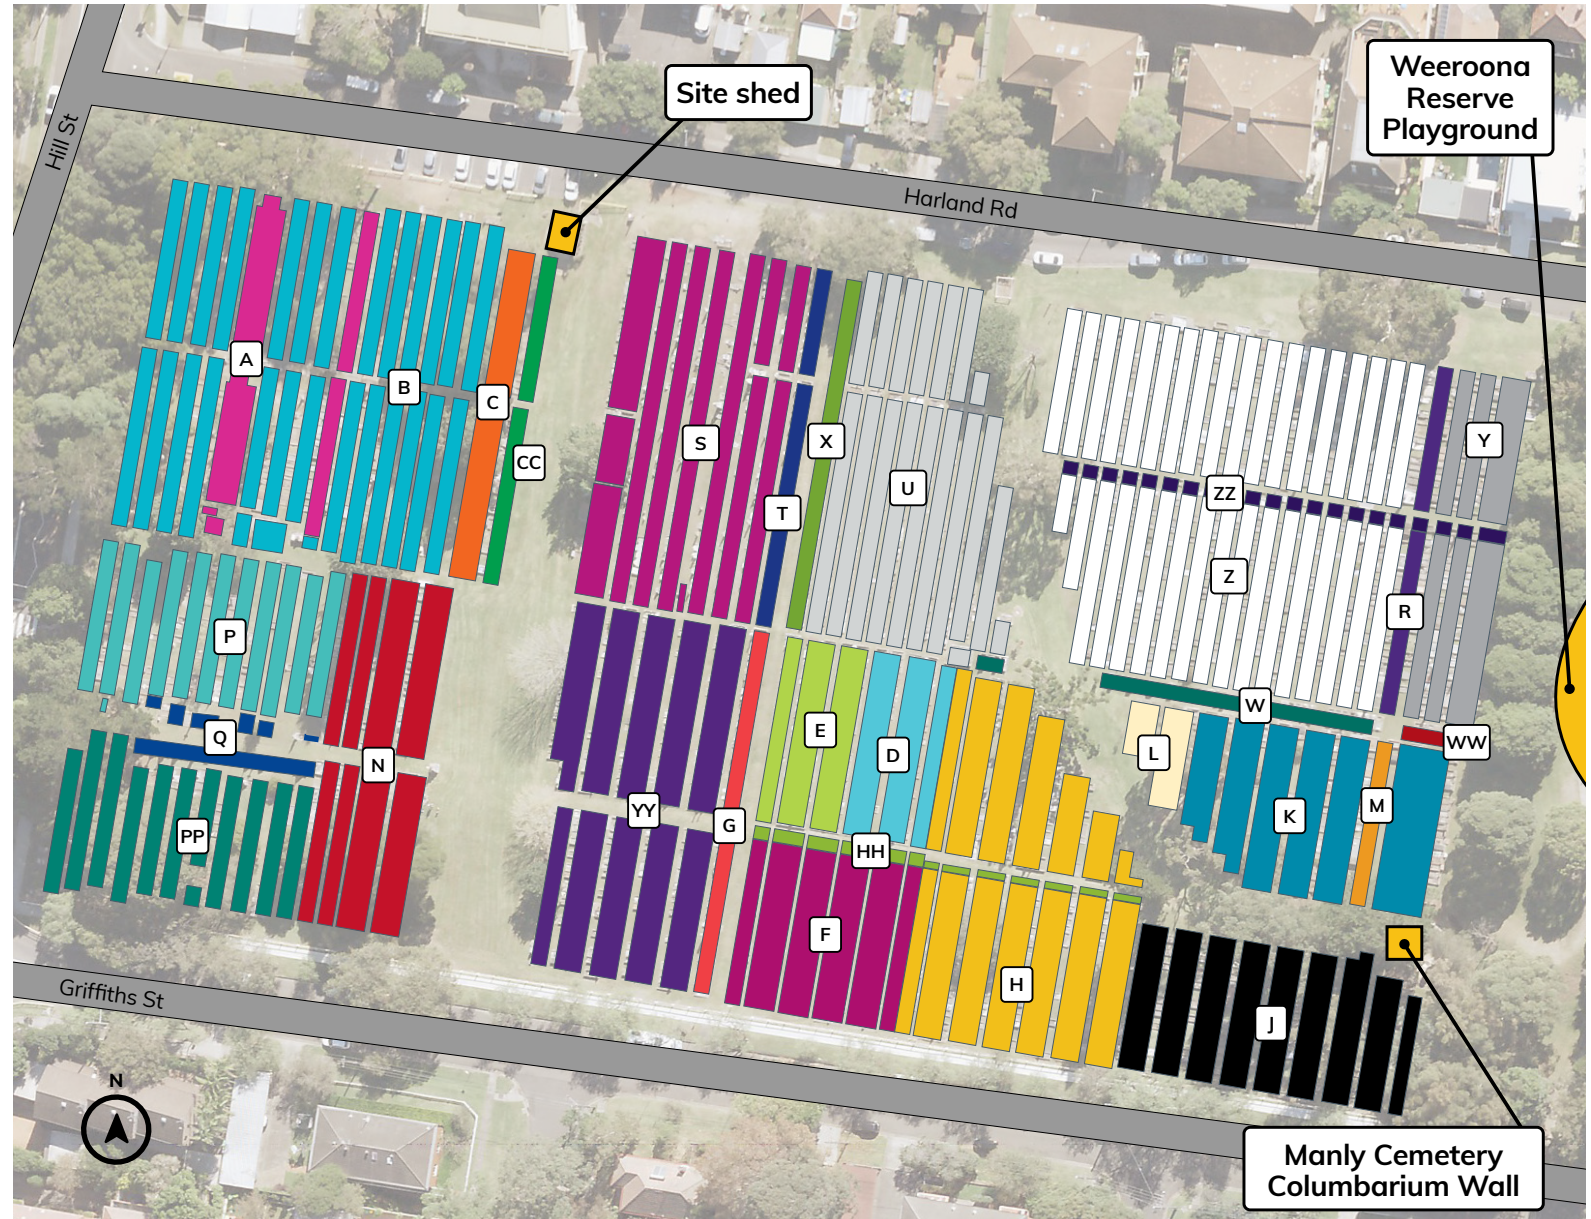 Weeroona
Reserve
Playground
Site shed
Hill St
Harland Rd
A
B
C
CC
S
T
X
U
Y
ZZ
Z
R
P
Q
N
PP
YY
G
E
D
HH
F
H
L
W
WW
K
M
J
Griffiths St
N
Manly Cemetery
Columbarium Wall